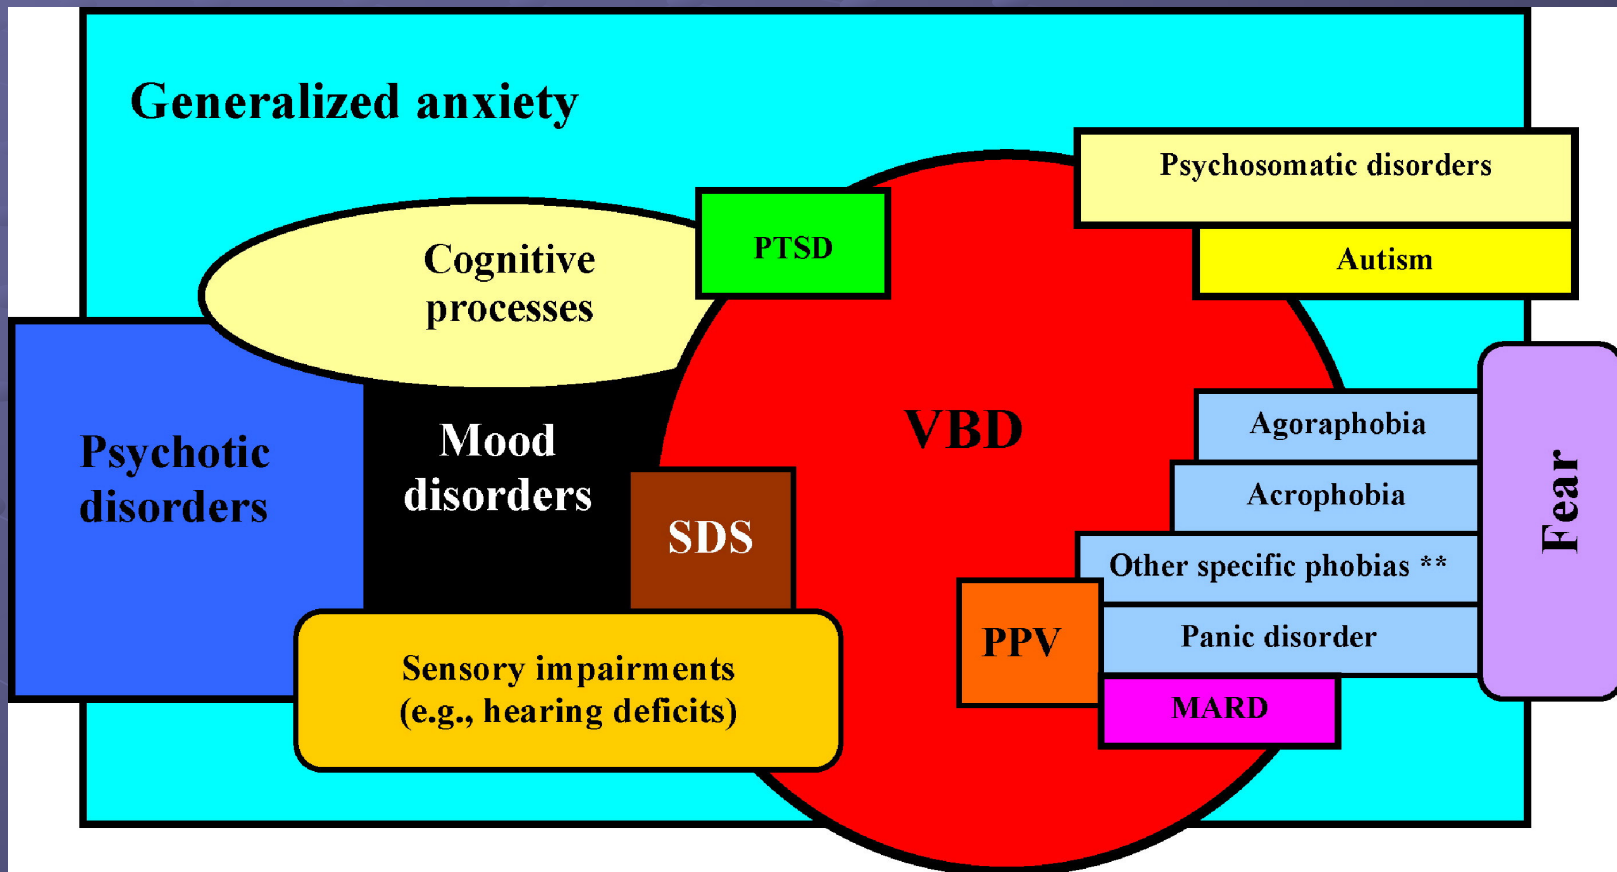 Generalized anxiety
Psychosomatic disorders
PTSD
Autism
Cognitive
processes
VBD
Agoraphobia
Psychotic
disorders
Mood
disorders
Acrophobia
Fear
SDS
Other specific phobias **
PPV
Panic disorder
Sensory impairments
(e.g., hearing deficits)
MARD